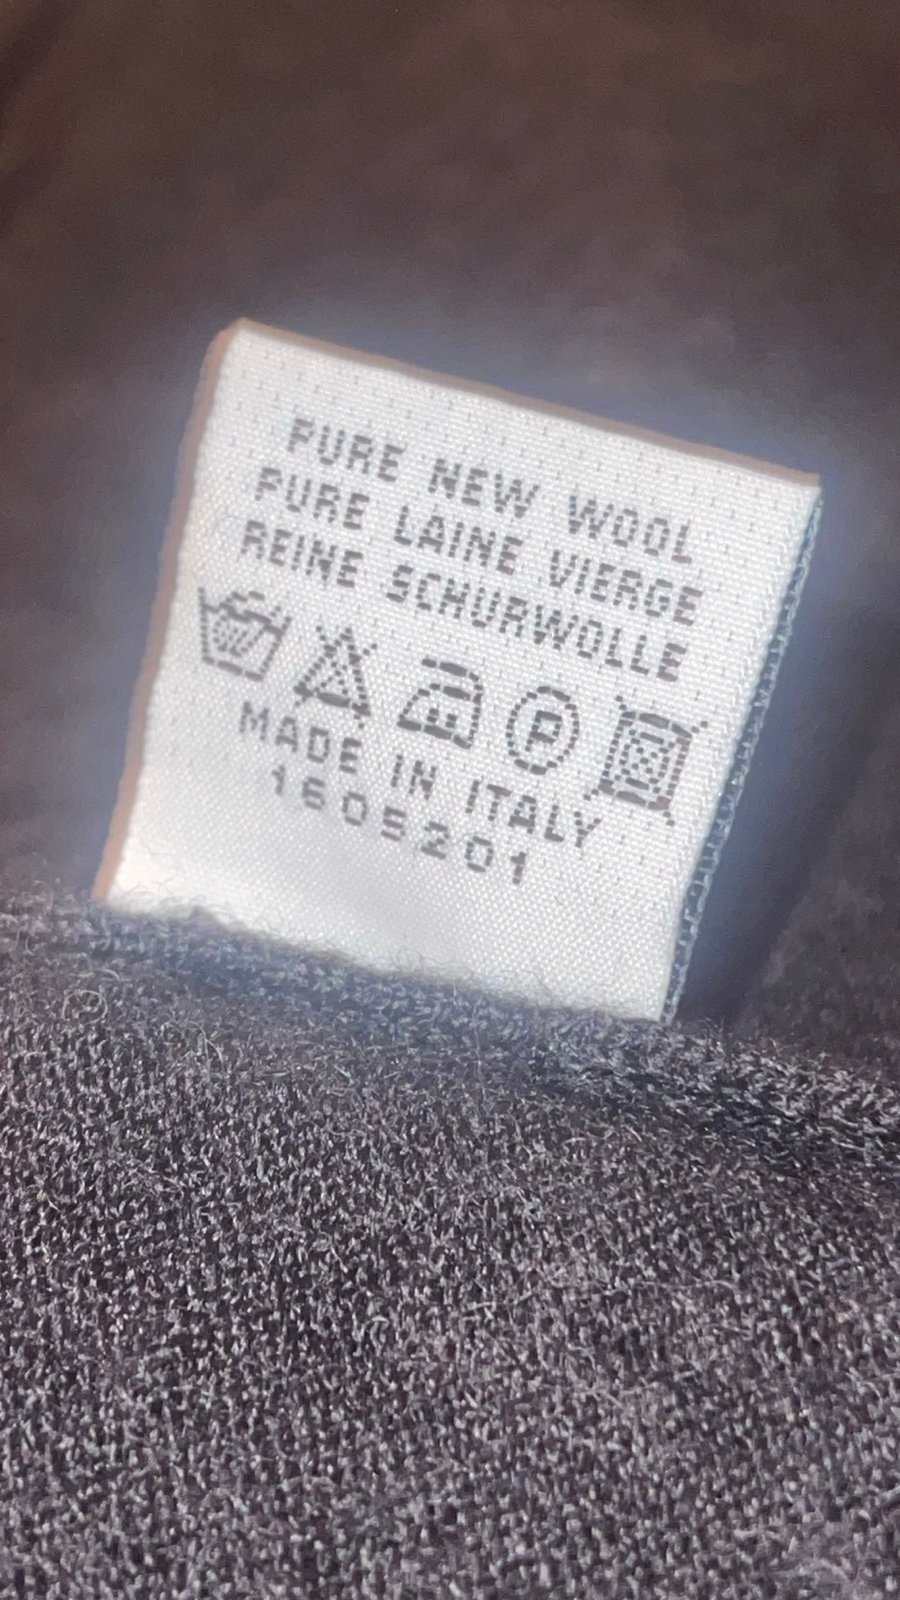 PURE NEW WOOL
PURE LAINE VIERGE
REINE SCHURWOLLE
P
MADE IN ITALY
1605201